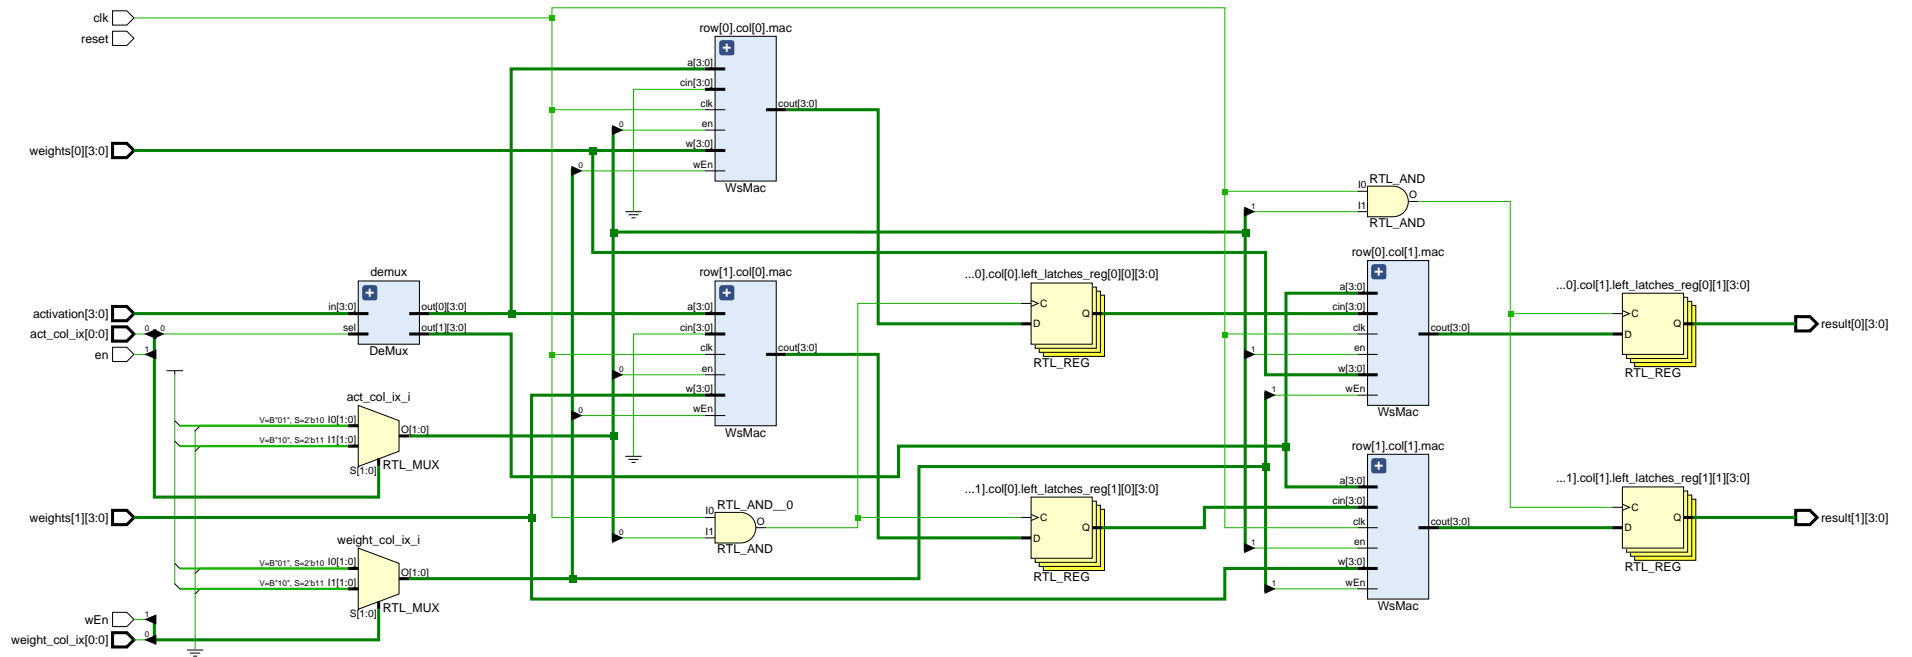 clk
reset
weights[0][3:0]
activation[3:0]
act_col_ix[0:0]
en
weights[1][3:0]
wEn
weight_col_ix[0:0]
0
0
1
1
0
demux
in[3:0]
sel
out[0][3:0]
out[1][3:0]
DeMux
act_col_ix_i
V=B"01", S=2'b10 I0[1:0]
V=B"10", S=2'b11 I1[1:0]
S[1:0]
O[1:0]
RTL_MUX
weight_col_ix_i
V=B"01", S=2'b10 I0[1:0]
V=B"10", S=2'b11 I1[1:0]
S[1:0]
O[1:0]
RTL_MUX
row[0].col[0].mac
a[3:0]
cin[3:0]
clk
0
en
w[3:0]
0
wEn
cout[3:0]
WsMac
row[1].col[0].mac
a[3:0]
cin[3:0]
clk
0
en
w[3:0]
0
wEn
cout[3:0]
WsMac
RTL_AND__0
I0
0
I1
O
RTL_AND
...0].col[0].left_latches_reg[0][0][3:0]
C
D
Q
RTL_REG
...1].col[0].left_latches_reg[1][0][3:0]
C
D
Q
RTL_REG
RTL_AND
I0
1
I1
O
RTL_AND
row[0].col[1].mac
a[3:0]
cin[3:0]
clk
1
en
w[3:0]
1
wEn
cout[3:0]
WsMac
row[1].col[1].mac
a[3:0]
cin[3:0]
clk
1
en
w[3:0]
1
wEn
cout[3:0]
WsMac
...0].col[1].left_latches_reg[0][1][3:0]
C
D
Q
RTL_REG
...1].col[1].left_latches_reg[1][1][3:0]
C
D
Q
RTL_REG
result[0][3:0]
result[1][3:0]